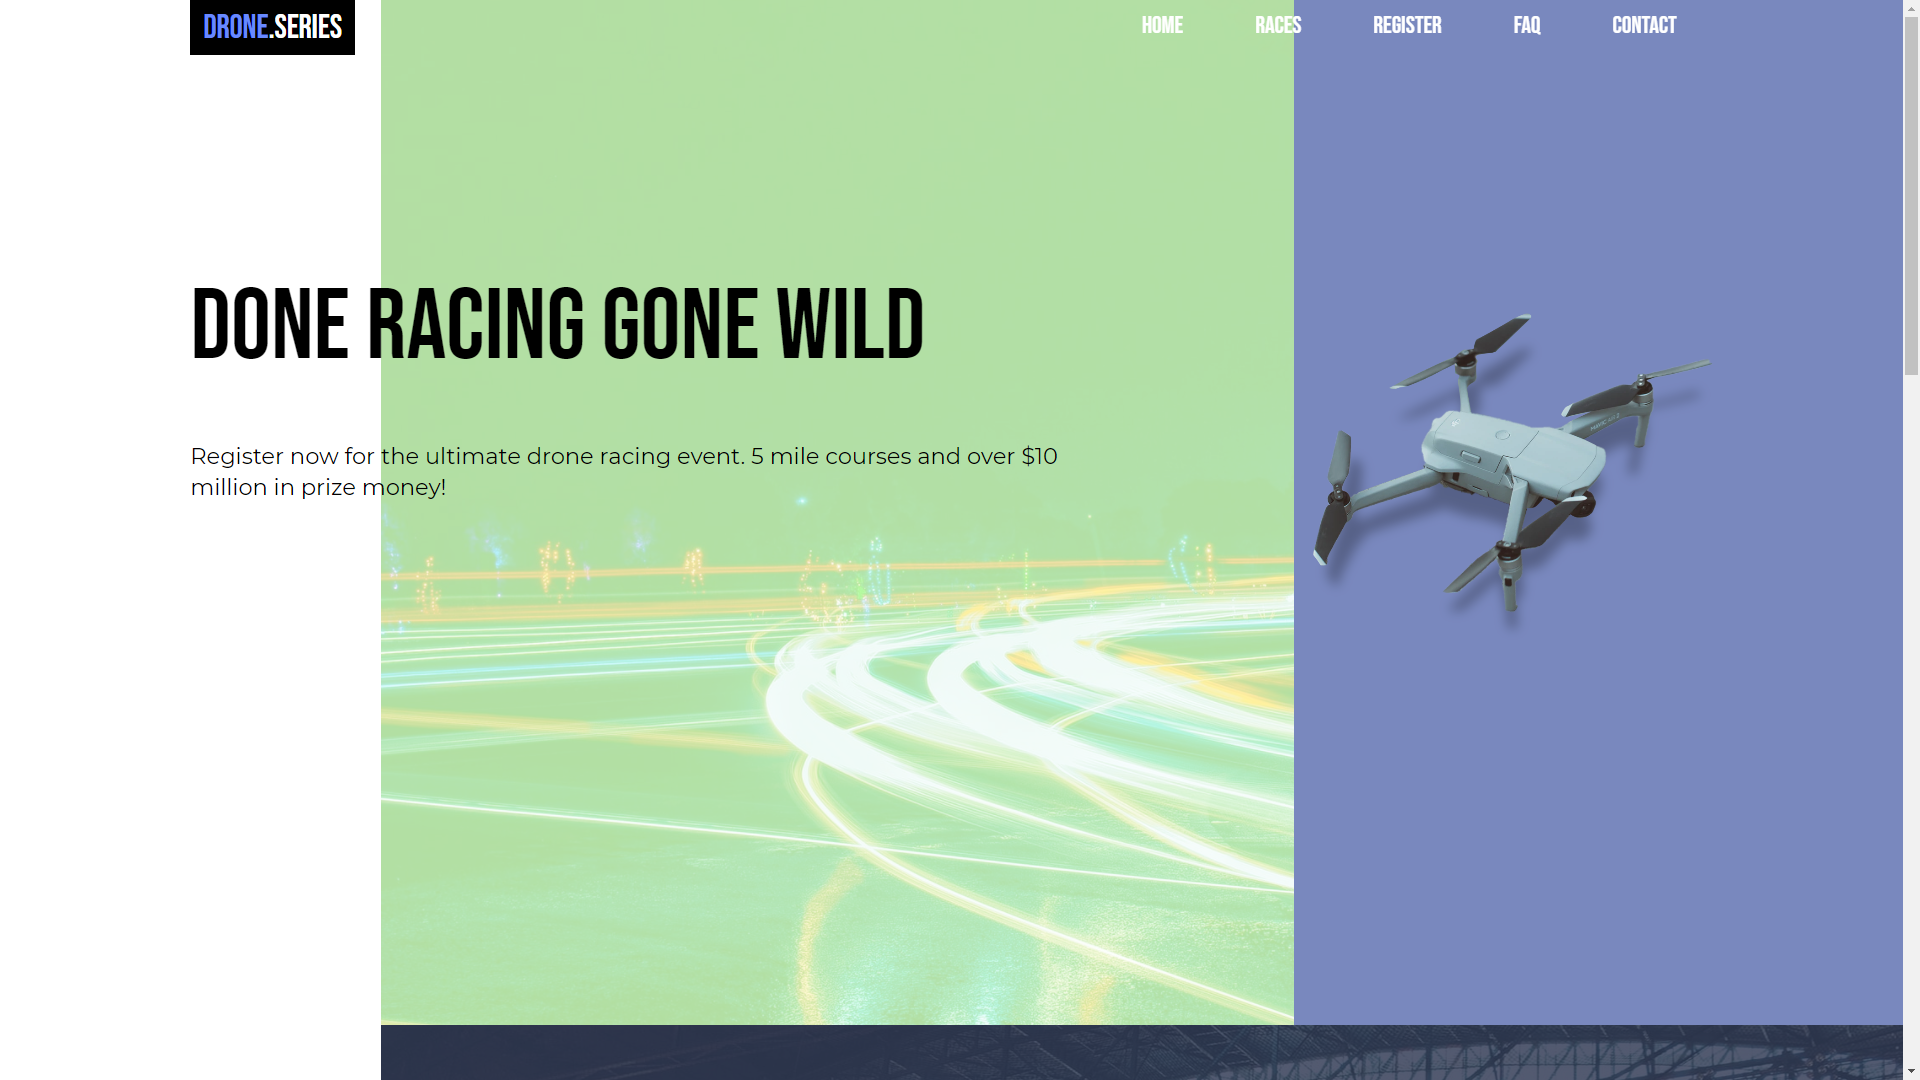 DRONE.SERIES
HOME RACES REGISTER FAQ CONTACT
DONE RACING GONE WILD
Register now for the ultimate drone racing event. 5 mile courses and over $10
million in prize money!